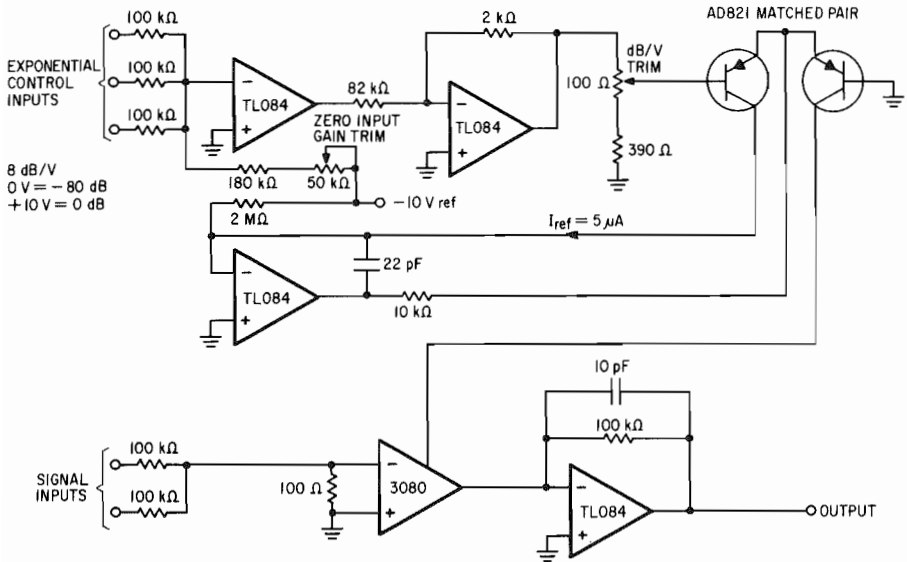 100 kΩ
2 kΩ
AD821 MATCHED PAIR
EXPONENTIAL
CONTROL
INPUTS
100 kΩ
100 kΩ
−
+
TL084
82 kΩ
−
+
TL084
dB/V
TRIM
100 Ω
390 Ω
8 dB/V
0 V = −80 dB
+10 V = 0 dB
180 kΩ
ZERO INPUT
GAIN TRIM
50 kΩ
2 MΩ
−10 V ref
Iref = 5 μA
−
+
TL084
22 pF
10 kΩ
10 pF
100 kΩ
SIGNAL
INPUTS
100 kΩ
100 kΩ
100 Ω
−
+
3080
−
+
TL084
OUTPUT